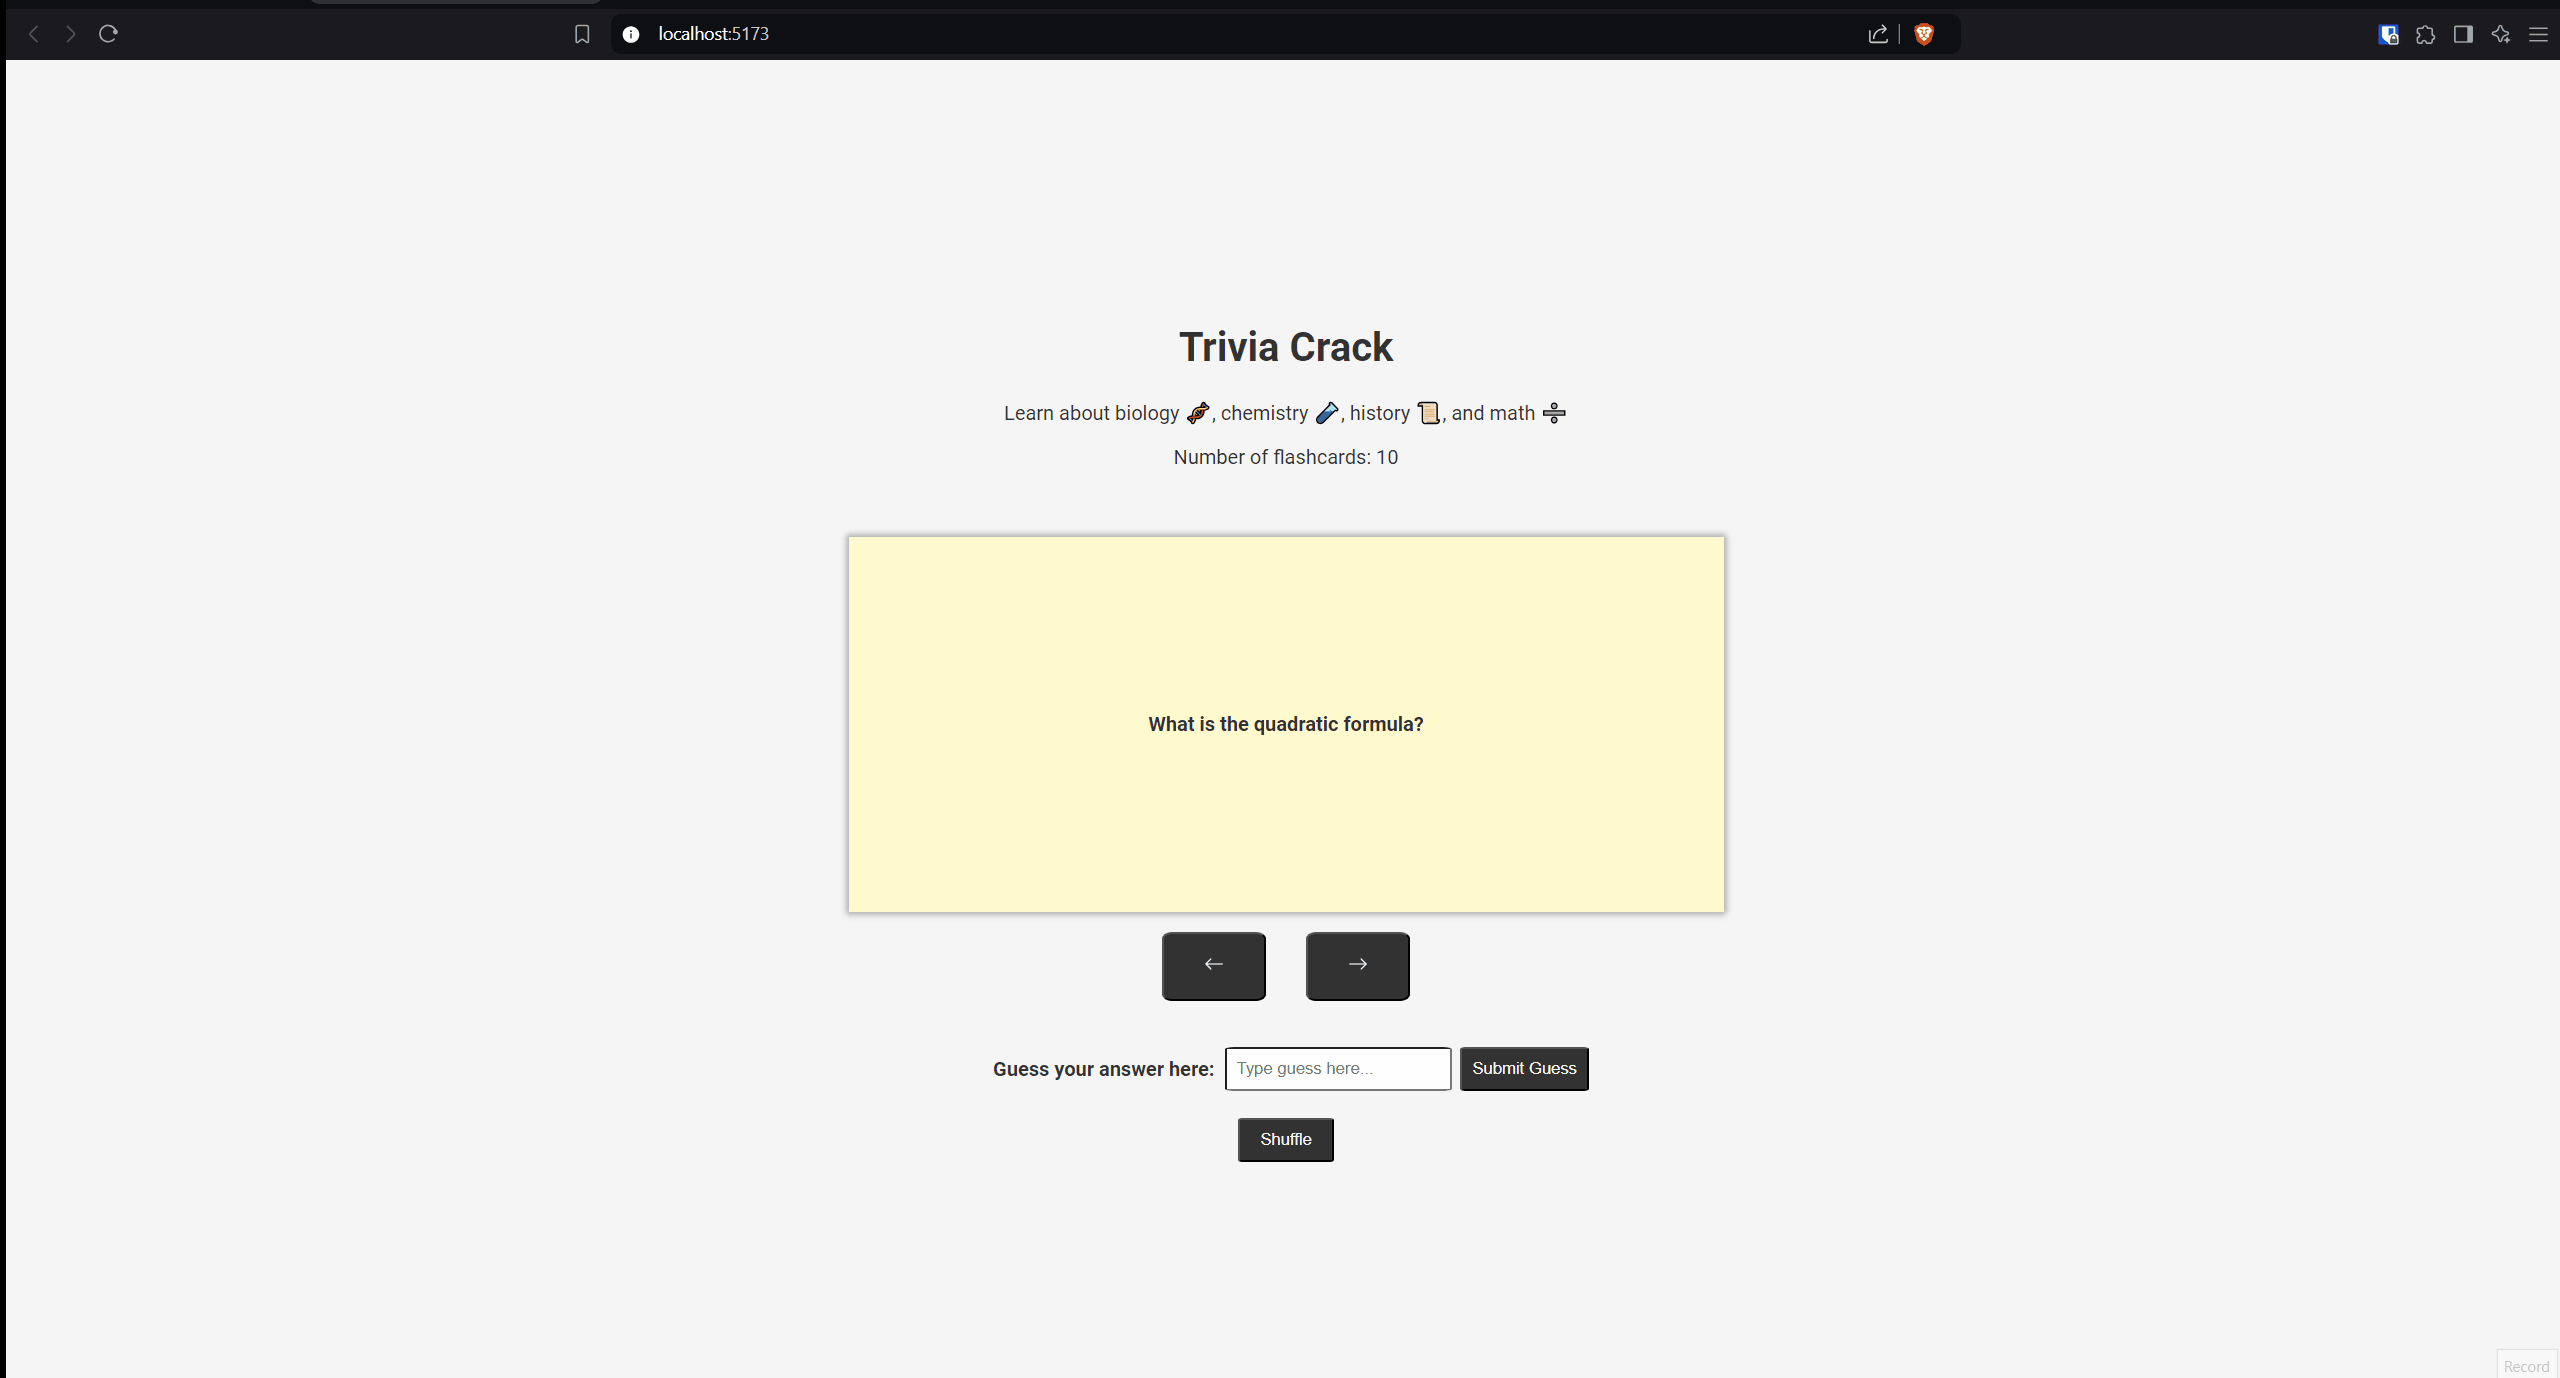 localhost:5173
Trivia Crack
Learn about biology 🧬, chemistry 🧪, history 📜, and math ➗
Number of flashcards: 10
What is the quadratic formula?
← →
Guess your answer here: Type guess here... Submit Guess
Shuffle
Record